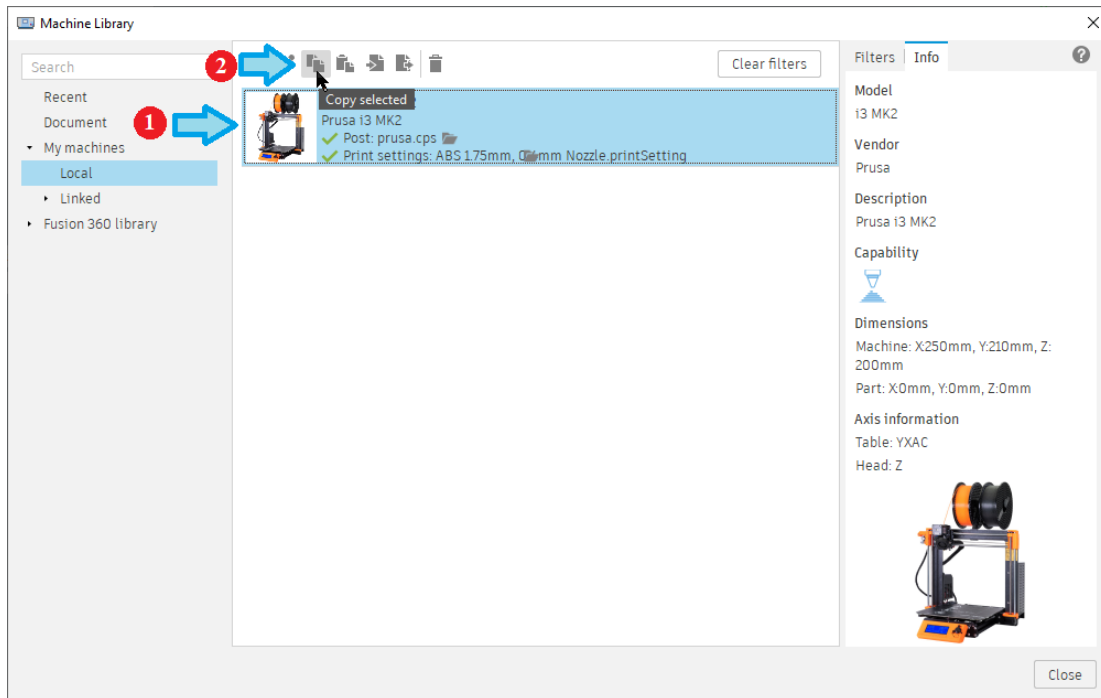 Machine Library
Search
Recent
Document
My machines
Local
Linked
Fusion 360 library
1
2
Clear filters
Copy selected
Prusa i3 MK2
Post: prusa.cps
Print settings: ABS 1.75mm, mm Nozzle.printSetting
Filters
Info
Model
i3 MK2
Vendor
Prusa
Description
Prusa i3 MK2
Capability
Dimensions
Machine: X:250mm, Y:210mm, Z:
200mm
Part: X:0mm, Y:0mm, Z:0mm
Axis information
Table: YXAC
Head: Z
Close